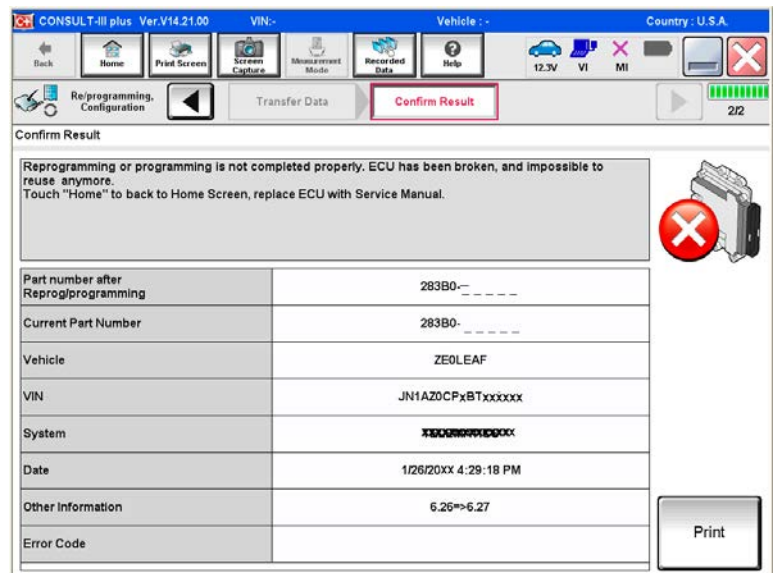 C+ CONSULT-III plus Ver.V14.21.00 VIN:- Vehicle : - Country : U.S.A.
Back Home Print Screen Screen Capture Measurement Mode Recorded Data Help 12.3V VI MI
Re/programming, Configuration Transfer Data Confirm Result 2/2
Confirm Result
Reprogramming or programming is not completed properly. ECU has been broken, and impossible to
reuse anymore.
Touch "Home" to back to Home Screen, replace ECU with Service Manual.
Part number after
Reprog/programming 283B0-_ _ _ _ _
Current Part Number 283B0-_ _ _ _ _
Vehicle ZE0LEAF
VIN JN1AZ0CPxBTxxxxxx
System
Date 1/26/20XX 4:29:18 PM
Other Information 6.26=>6.27
Error Code
Print